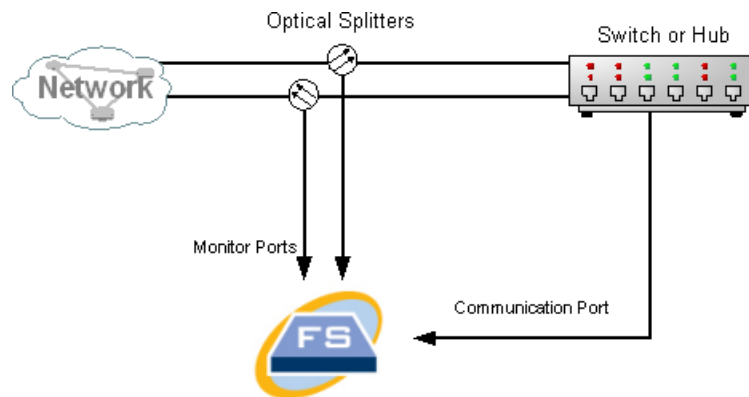 Optical Splitters
Switch or Hub
Network
Monitor Ports
Communication Port
FS